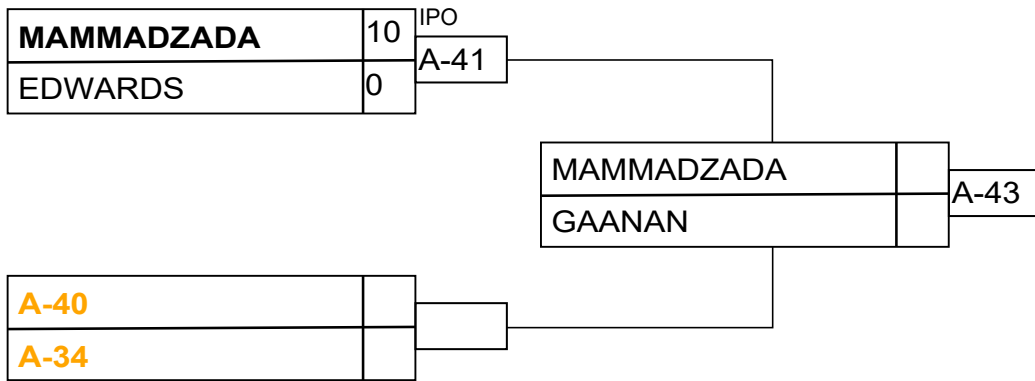 MAMMADZADA 10 IPO
EDWARDS 0 A-41
MAMMADZADA
GAANAN A-43
A-40
A-34